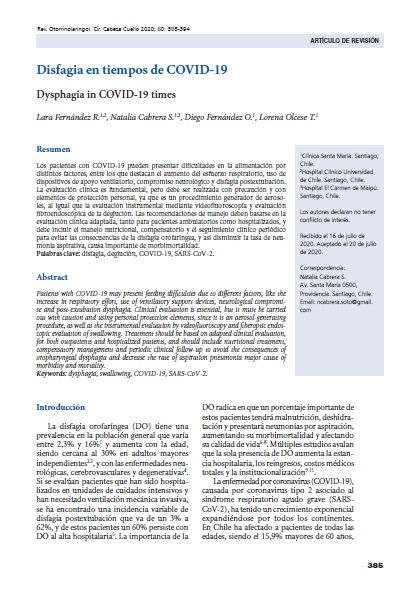 Rev. Otorrinolaringol. Cir. Cabeza Cuello 2020; 80: 385-394
ARTÍCULO DE REVISIÓN
Disfagia en tiempos de COVID-19
Dysphagia in COVID-19 times
Lara Fernández R.1,2, Natalia Cabrera S.1,3, Diego Fernández O.1, Lorena Olcese T.1
Resumen
Los pacientes con COVID-19 pueden presentar dificultades en la alimentación por
distintos factores, entre los que destacan el aumento del esfuerzo respiratorio, uso de
dispositivos de apoyo ventilatorio, compromiso neurológico y disfagia postextubación.
La evaluación clínica es fundamental, pero debe ser realizada con precaución y con
elementos de protección personal, ya que es un procedimiento generador de aeroso-
les, al igual que la evaluación instrumental mediante videofluoroscopía y evaluación
fibroendoscópica de la deglución. Las recomendaciones de manejo deben basarse en la
evaluación clínica adaptada, tanto para pacientes ambulatorios como hospitalizados, y
debe incluir el manejo nutricional, compensatorio y el seguimiento clínico periódico
para evitar las consecuencias de la disfagia orofaríngea, y así disminuir la tasa de neu-
monía aspirativa, causa importante de morbimortalidad.
Palabras clave: disfagia, deglución, COVID-19, SARS-CoV-2.
Abstract
Patients with COVID-19 may present feeding difficulties due to different factors, like the
increase in respiratory effort, use of ventilatory support devices, neurological compromi-
se and post-extubation dysphagia. Clinical evaluation is essential, but it must be carried
out with caution and using personal protection elements, since it is an aerosol-generating
procedure, as well as the instrumental evaluation by videofluoroscopy and fiberoptic endos-
copic evaluation of swallowing. Treatment should be based on adapted clinical evaluation,
for both outpatients and hospitalized patients, and should include nutritional treatment,
compensatory management and periodic clinical follow-up to avoid the consequences of
oropharyngeal dysphagia and decrease the rate of aspiration pneumonia major cause of
morbidity and mortality.
Keywords: dysphagia, swallowing, COVID-19, SARS-CoV-2.
1Clínica Santa María. Santiago,
Chile.
2Hospital Clínico Universidad
de Chile. Santiago, Chile.
3Hospital El Carmen de Maipú.
Santiago, Chile.
Los autores declaran no tener
conflicto de interés.
Recibido el 16 de julio de
2020. Aceptado el 20 de julio
de 2020.
Correspondencia:
Natalia Cabrera S.
Av. Santa María 0500,
Providencia. Santiago, Chile.
Email: ncabrera.soto@gmail.
com
Introducción
La disfagia orofaríngea (DO) tiene una
prevalencia en la población general que varía
entre 2,3% y 16%1 y aumenta con la edad,
siendo cercana al 30% en adultos mayores
independientes2,3, y con las enfermedades neu-
rológicas, cerebrovasculares y degenerativas4.
Si se evalúan pacientes que han sido hospita-
lizados en unidades de cuidados intensivos y
han necesitado ventilación mecánica invasiva,
se ha encontrado una incidencia variable de
disfagia postextubación que va de un 3% a
62%, y de estos pacientes un 60% persiste con
DO al alta hospitalaria5. La importancia de la
DO radica en que un porcentaje importante de
estos pacientes tendrá malnutrición, deshidra-
tación y presentará neumonías por aspiración,
aumentando su morbimortalidad y afectando
su calidad de vida6-8. Múltiples estudios avalan
que la sola presencia de DO aumenta la estan-
cia hospitalaria, los reingresos, costos médicos
totales y la institucionalización9-11.
La enfermedad por coronavirus (COVID-19),
causada por coronavirus tipo 2 asociado al
síndrome respiratorio agudo grave (SARS-
CoV-2), ha tenido un crecimiento exponencial
expandiéndose por todos los continentes.
En Chile ha afectado a pacientes de todas las
edades, siendo el 15,9% mayores de 60 años,
385